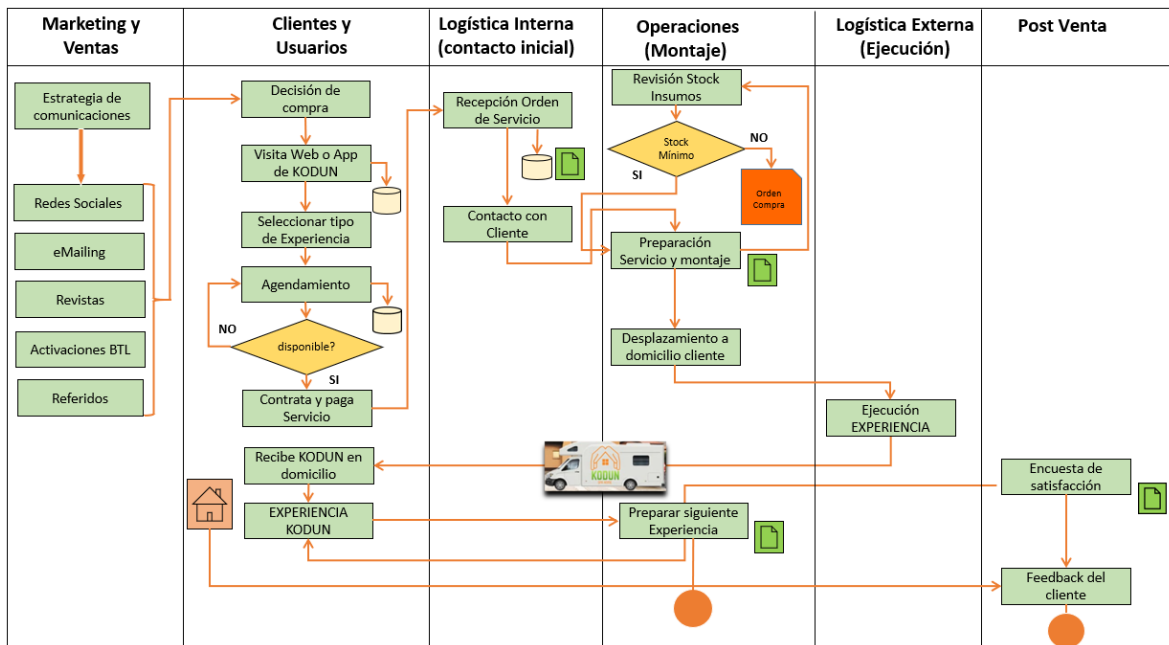 Marketing y
Ventas
Clientes y
Usuarios
Logística Interna
(contacto inicial)
Operaciones
(Montaje)
Logística Externa
(Ejecución)
Post Venta
Estrategia de
comunicaciones
Redes Sociales
eMailing
Revistas
Activaciones BTL
Referidos
Decisión de
compra
Visita Web o App
de KODUN
Seleccionar tipo
de Experiencia
Agendamiento
NO
disponible?
SI
Contrata y paga
Servicio
Recibe KODUN en
domicilio
EXPERIENCIA
KODUN
Recepción Orden
de Servicio
Contacto con
Cliente
Revisión Stock
Insumos
Stock
Mínimo
NO
SI
Orden
Compra
Preparación
Servicio y montaje
Desplazamiento a
domicilio cliente
KODUN
Preparar siguiente
Experiencia
Ejecución
EXPERIENCIA
Encuesta de
satisfacción
Feedback del
cliente